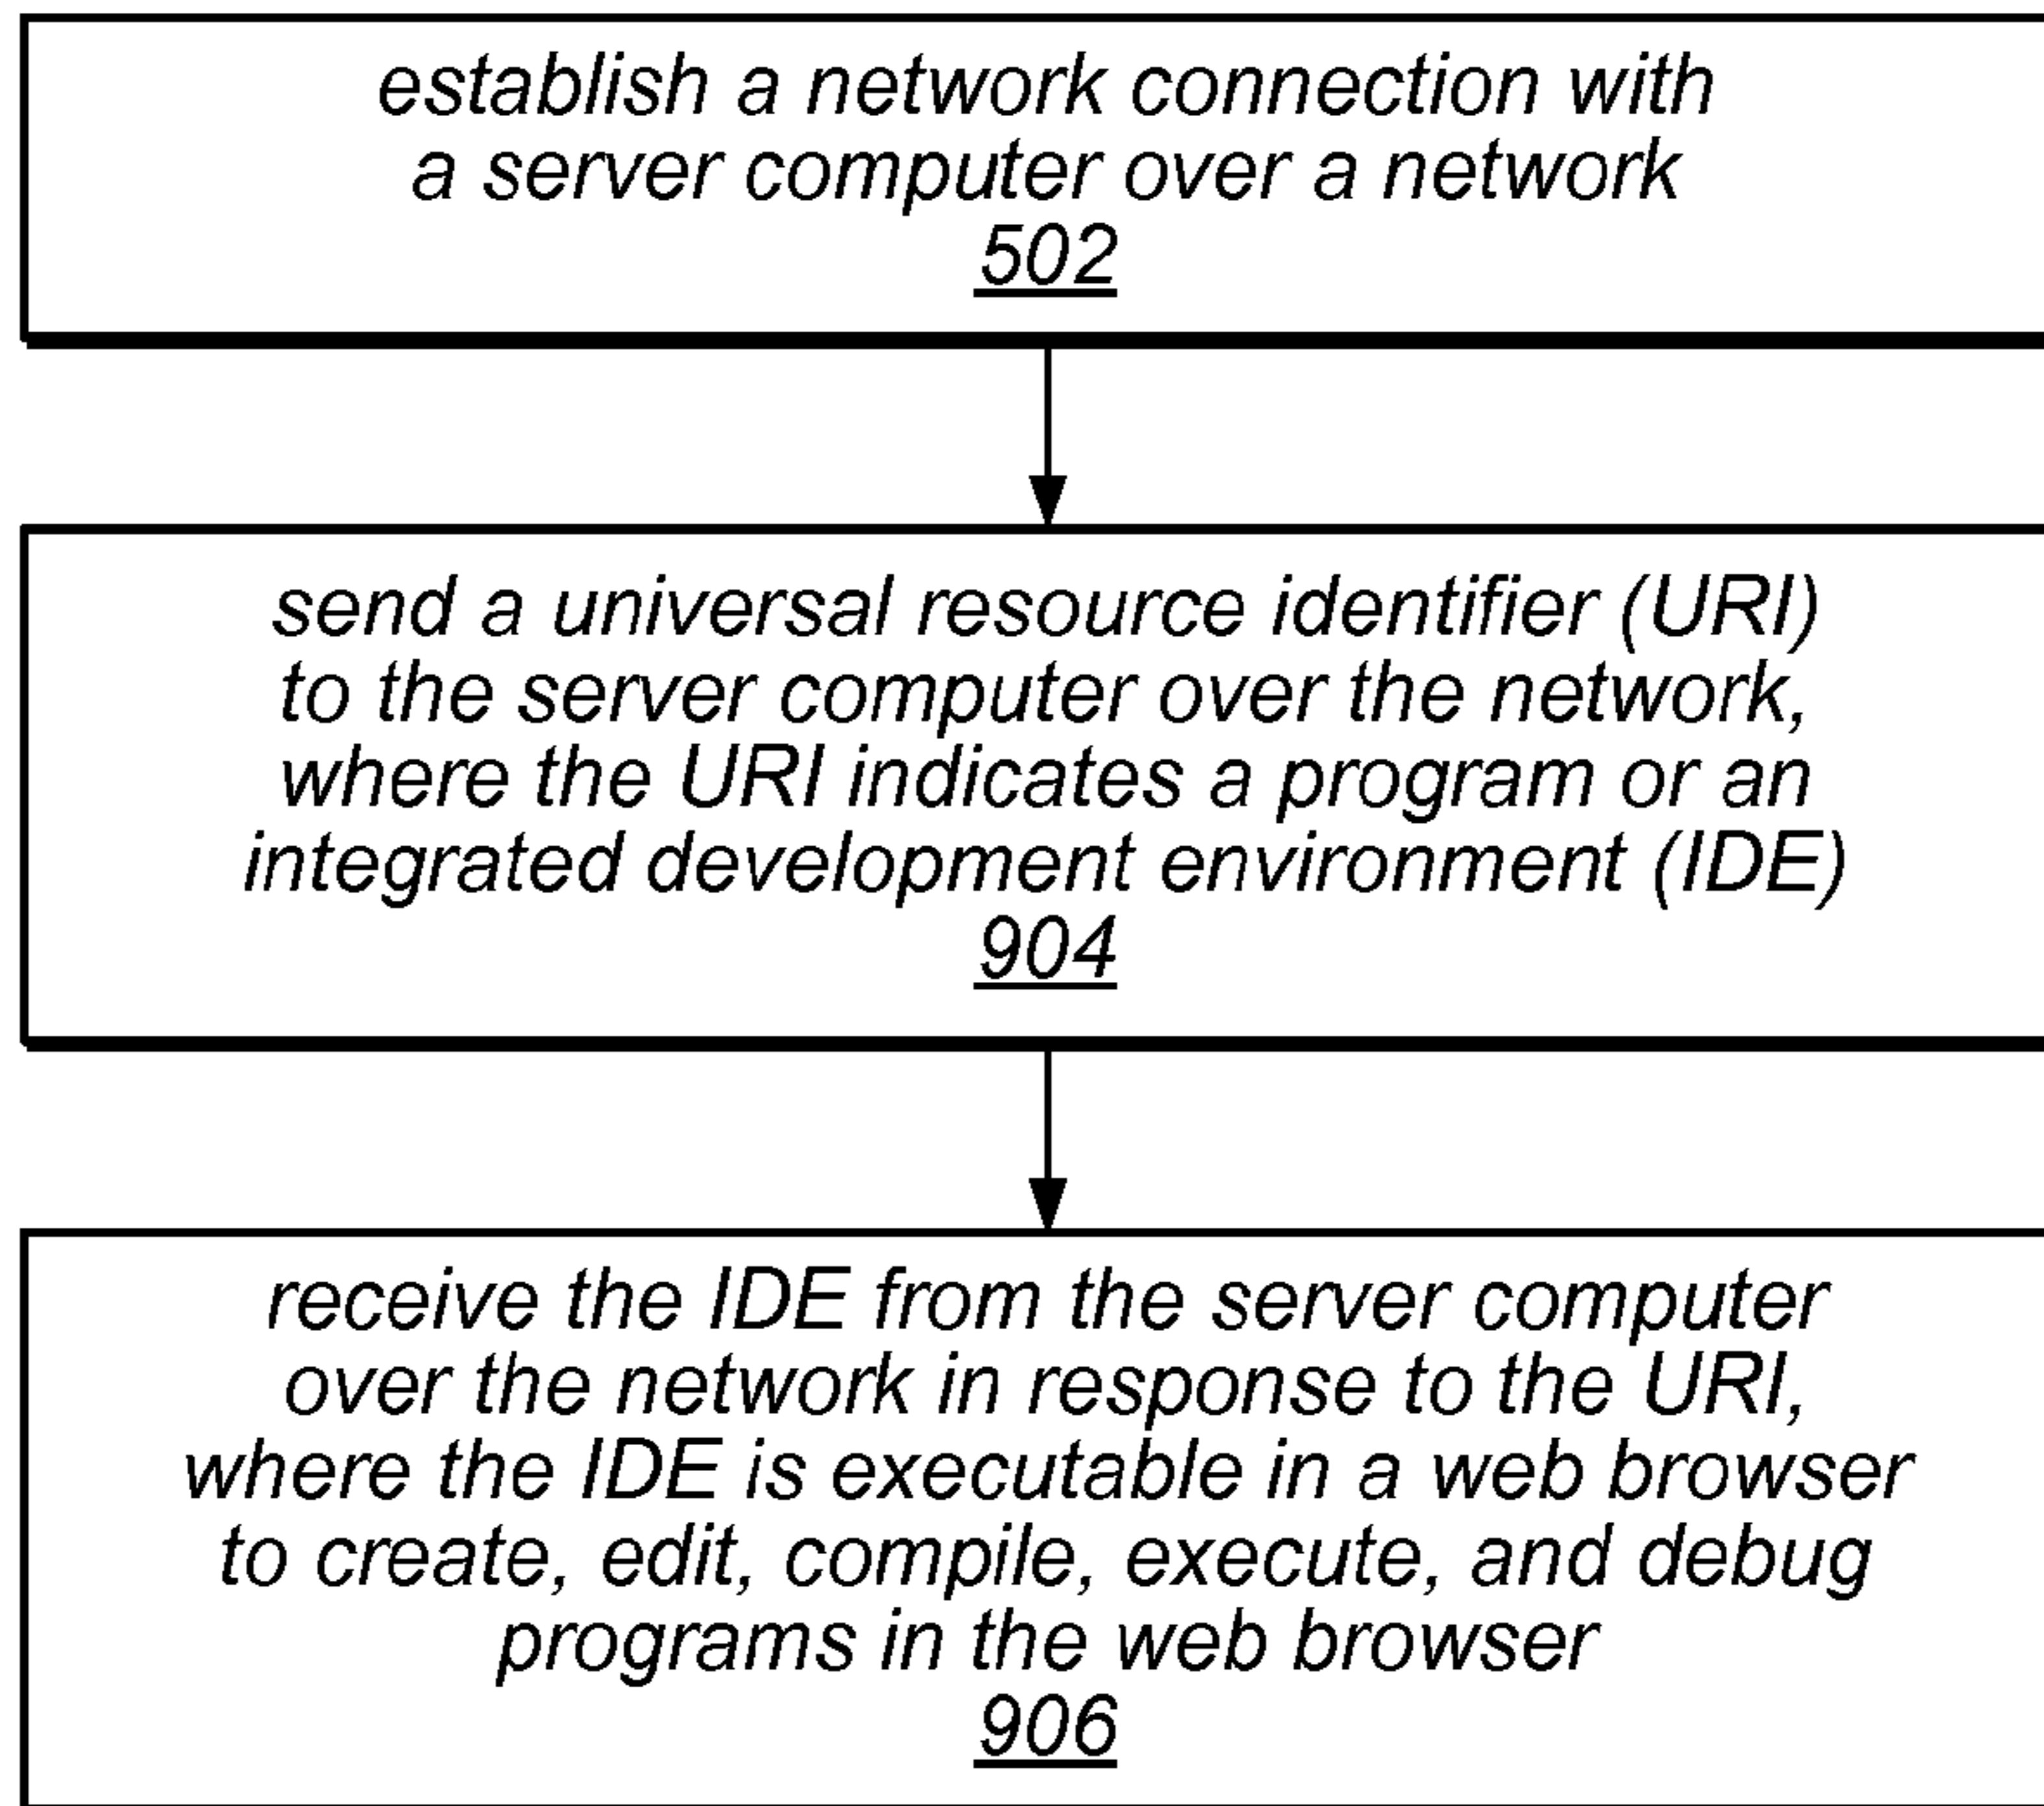 establish a network connection with
a server computer over a network
502
send a universal resource identifier (URI)
to the server computer over the network,
where the URI indicates a program or an
integrated development environment (IDE)
904
receive the IDE from the server computer
over the network in response to the URI,
where the IDE is executable in a web browser
to create, edit, compile, execute, and debug
programs in the web browser
906